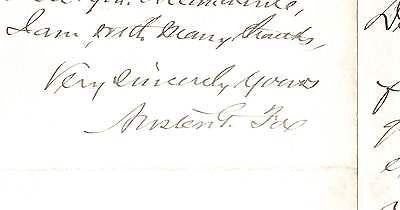 I am, with many thanks,
Very Sincerely Yours
Austen G. Fox
D
f